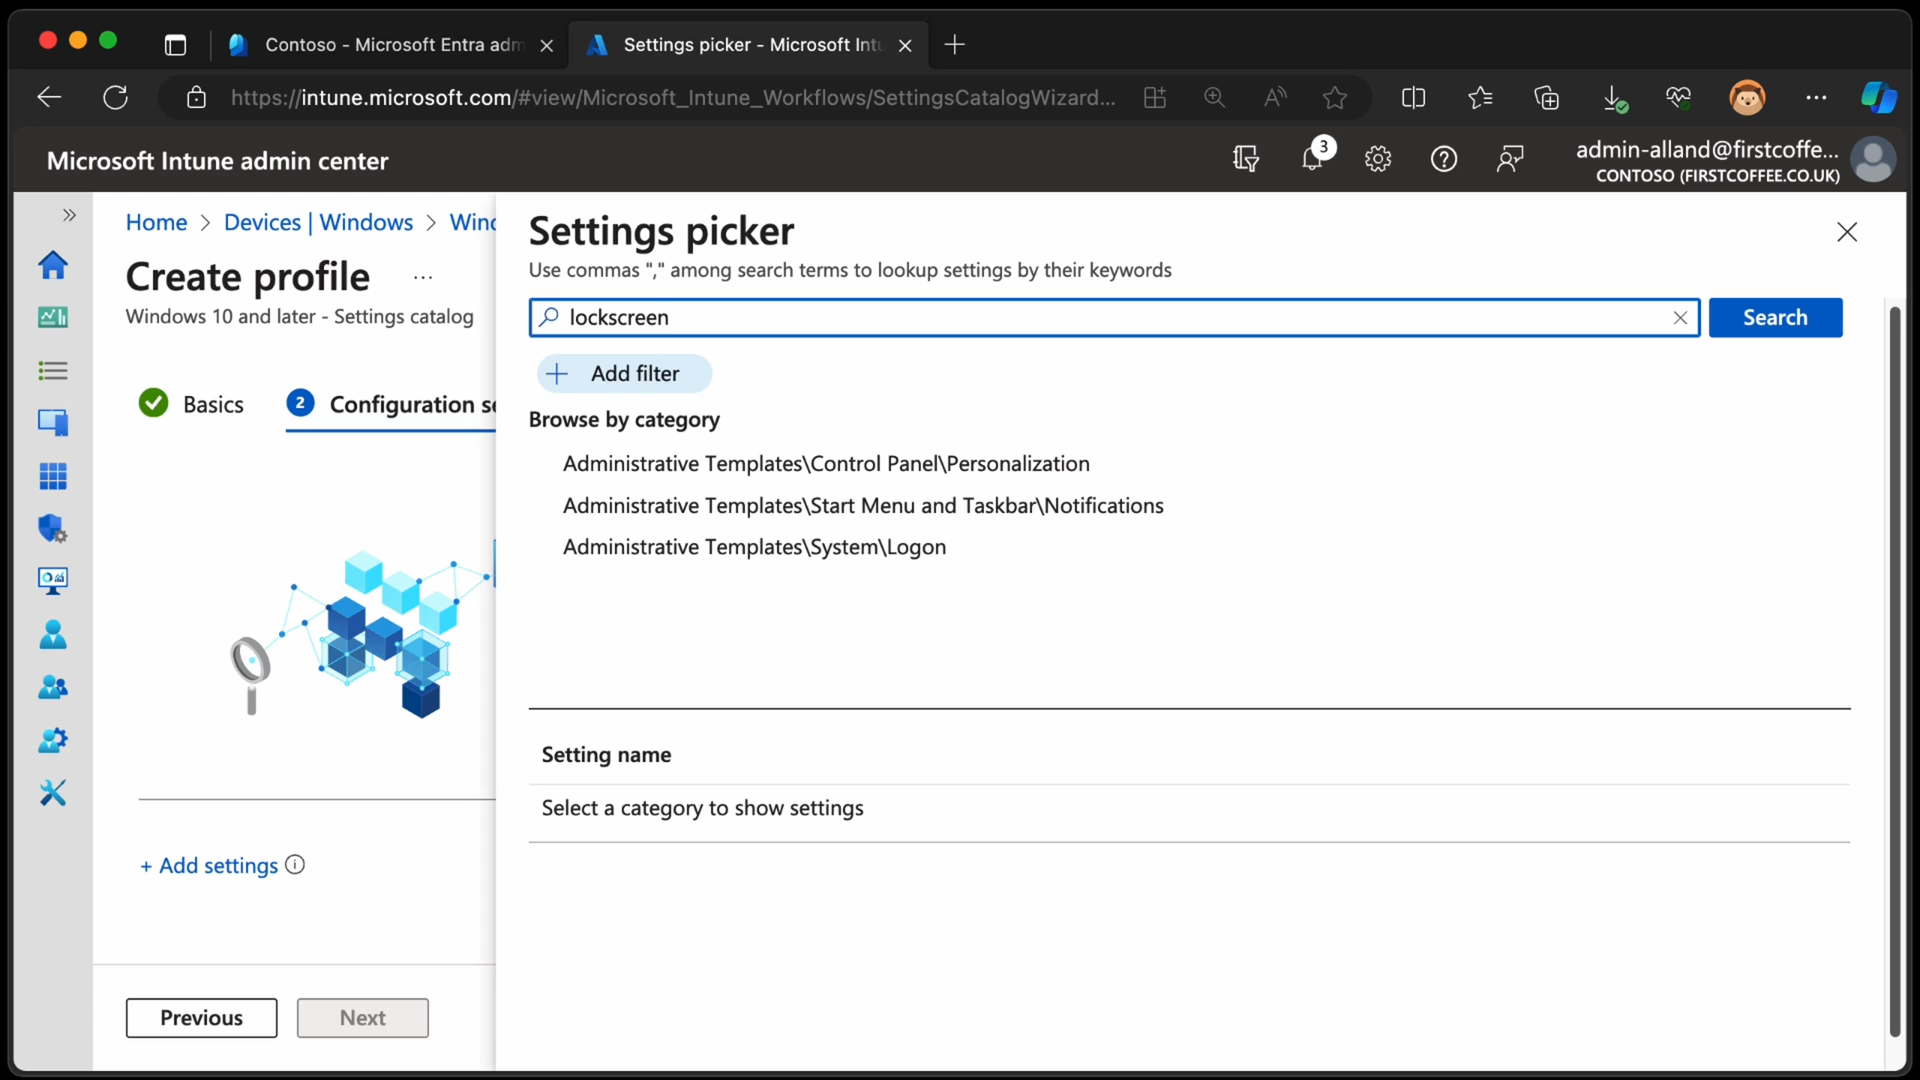 Contoso - Microsoft Entra adm
Settings picker - Microsoft Intu
https://intune.microsoft.com/#view/Microsoft_Intune_Workflows/SettingsCatalogWizard...
Microsoft Intune admin center
3
admin-alland@firstcoffe...
CONTOSO (FIRSTCOFFEE.CO.UK)
Home > Devices | Windows > Wind
Create profile ...
Windows 10 and later - Settings catalog
Basics
2 Configuration se
+ Add settings
Previous
Next
Settings picker
Use commas "," among search terms to lookup settings by their keywords
lockscreen
Search
+ Add filter
Browse by category
Administrative Templates\Control Panel\Personalization
Administrative Templates\Start Menu and Taskbar\Notifications
Administrative Templates\System\Logon
Setting name
Select a category to show settings